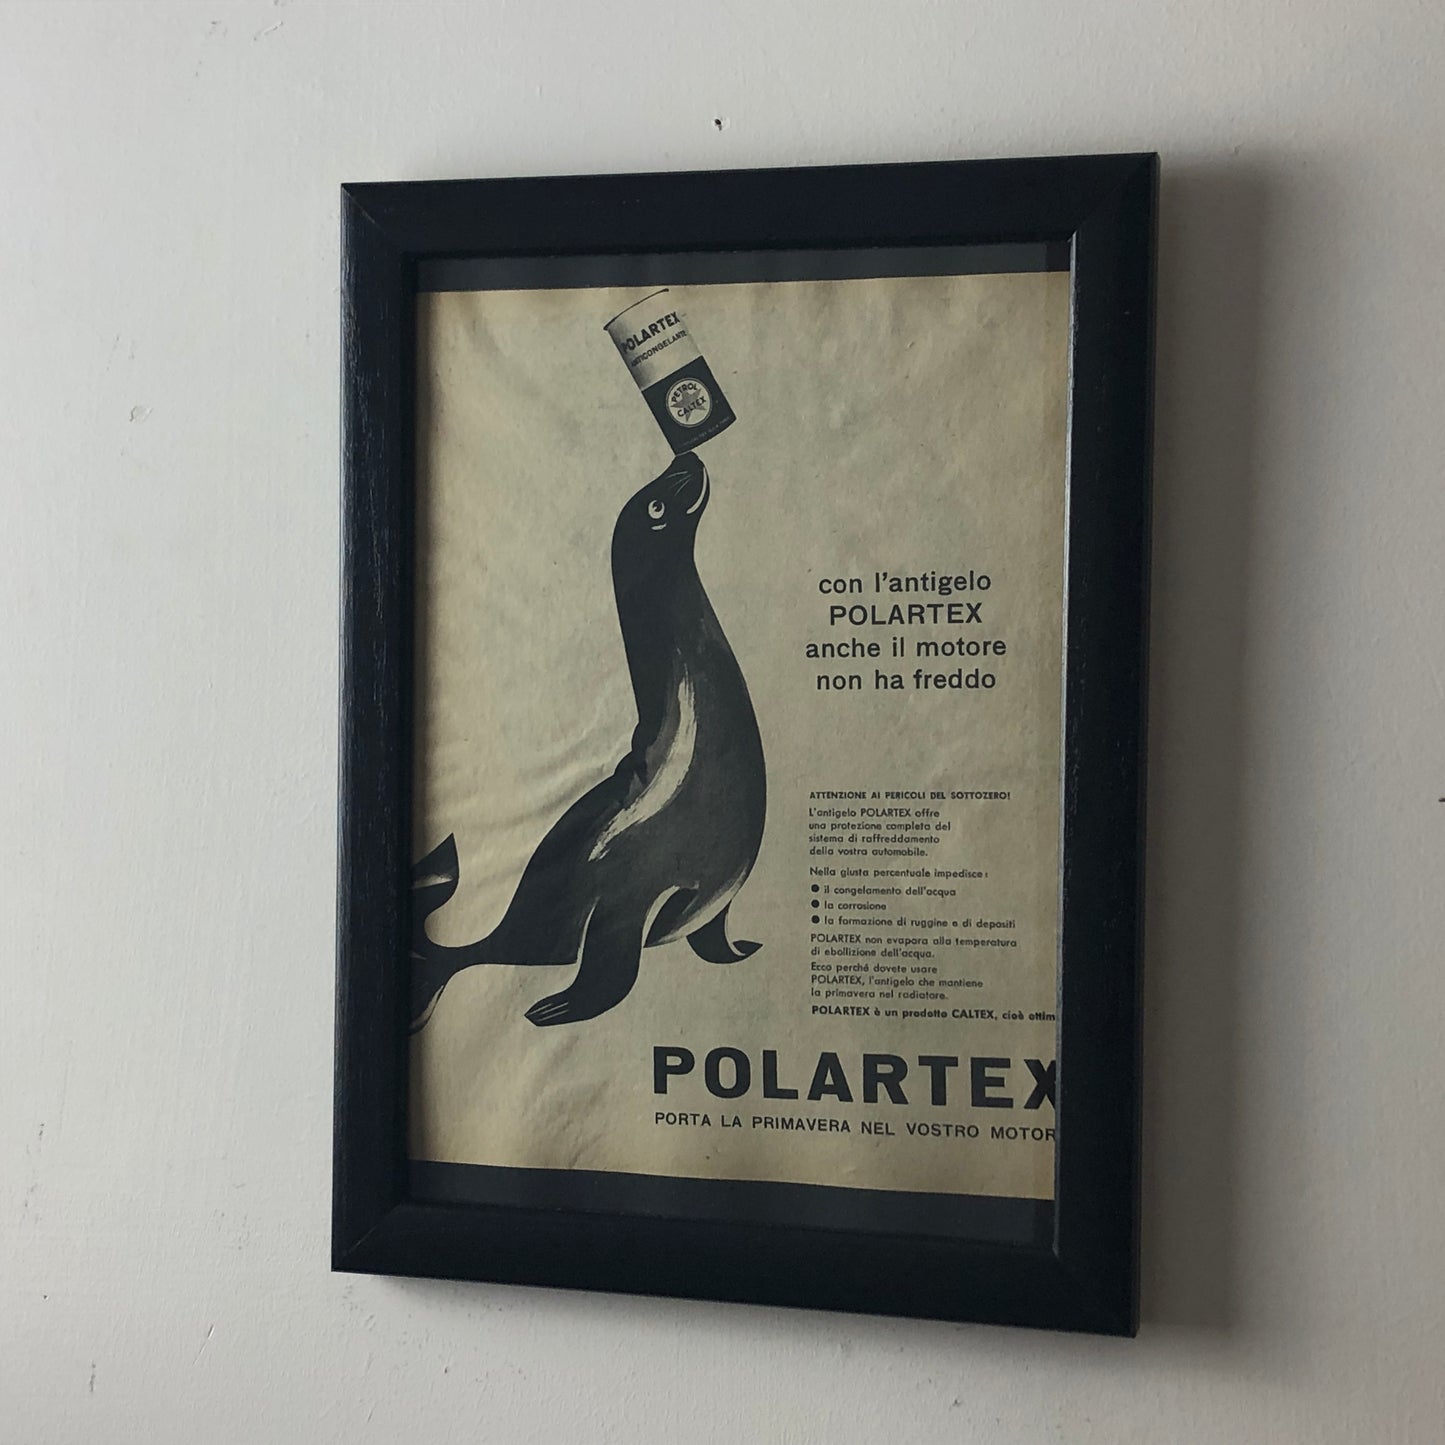 POLARTEX
ANTICONGELANTE
PETROL
CALTEX
con l'antigelo
POLARTEX
anche il motore
non ha freddo
ATTENZIONE AI PERICOLI DEL SOTTOZERO!
L'antigelo POLARTEX offre
una protezione completa del
sistema di raffreddamento
della vostra automobile.
Nella giusta percentuale impedisce:
● il congelamento dell'acqua
● la corrosione
● la formazione di ruggine e di depositi
POLARTEX non evapora alla temperatura
di ebollizione dell'acqua.
Ecco perché dovete usare
POLARTEX, l'antigelo che mantiene
la primavera nel radiatore.
POLARTEX è un prodotto CALTEX, cioè ottim
POLARTEX
PORTA LA PRIMAVERA NEL VOSTRO MOTOR